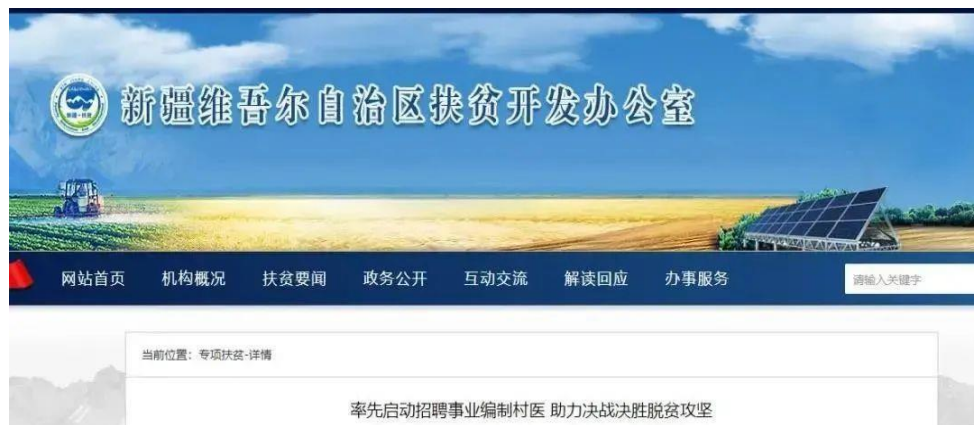 新疆维吾尔自治区扶贫开发办公室
网站首页 机构概况 扶贫要闻 政务公开 互动交流 解读回应 办事服务 请输入关键字
当前位置：专项扶贫-详情
率先启动招聘事业编制村医 助力决战决胜脱贫攻坚